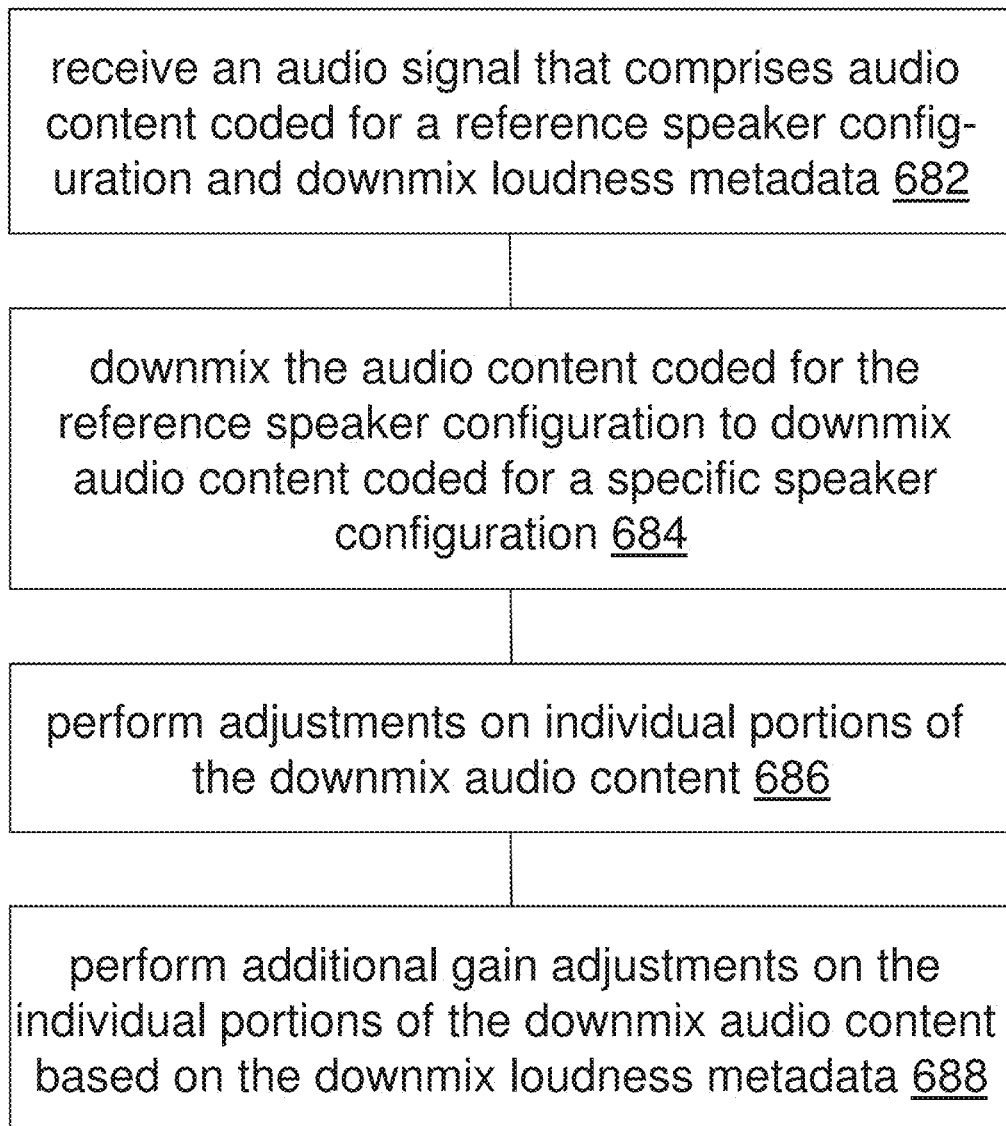 receive an audio signal that comprises audio
content coded for a reference speaker config-
uration and downmix loudness metadata 682
downmix the audio content coded for the
reference speaker configuration to downmix
audio content coded for a specific speaker
configuration 684
perform adjustments on individual portions of
the downmix audio content 686
perform additional gain adjustments on the
individual portions of the downmix audio content
based on the downmix loudness metadata 688